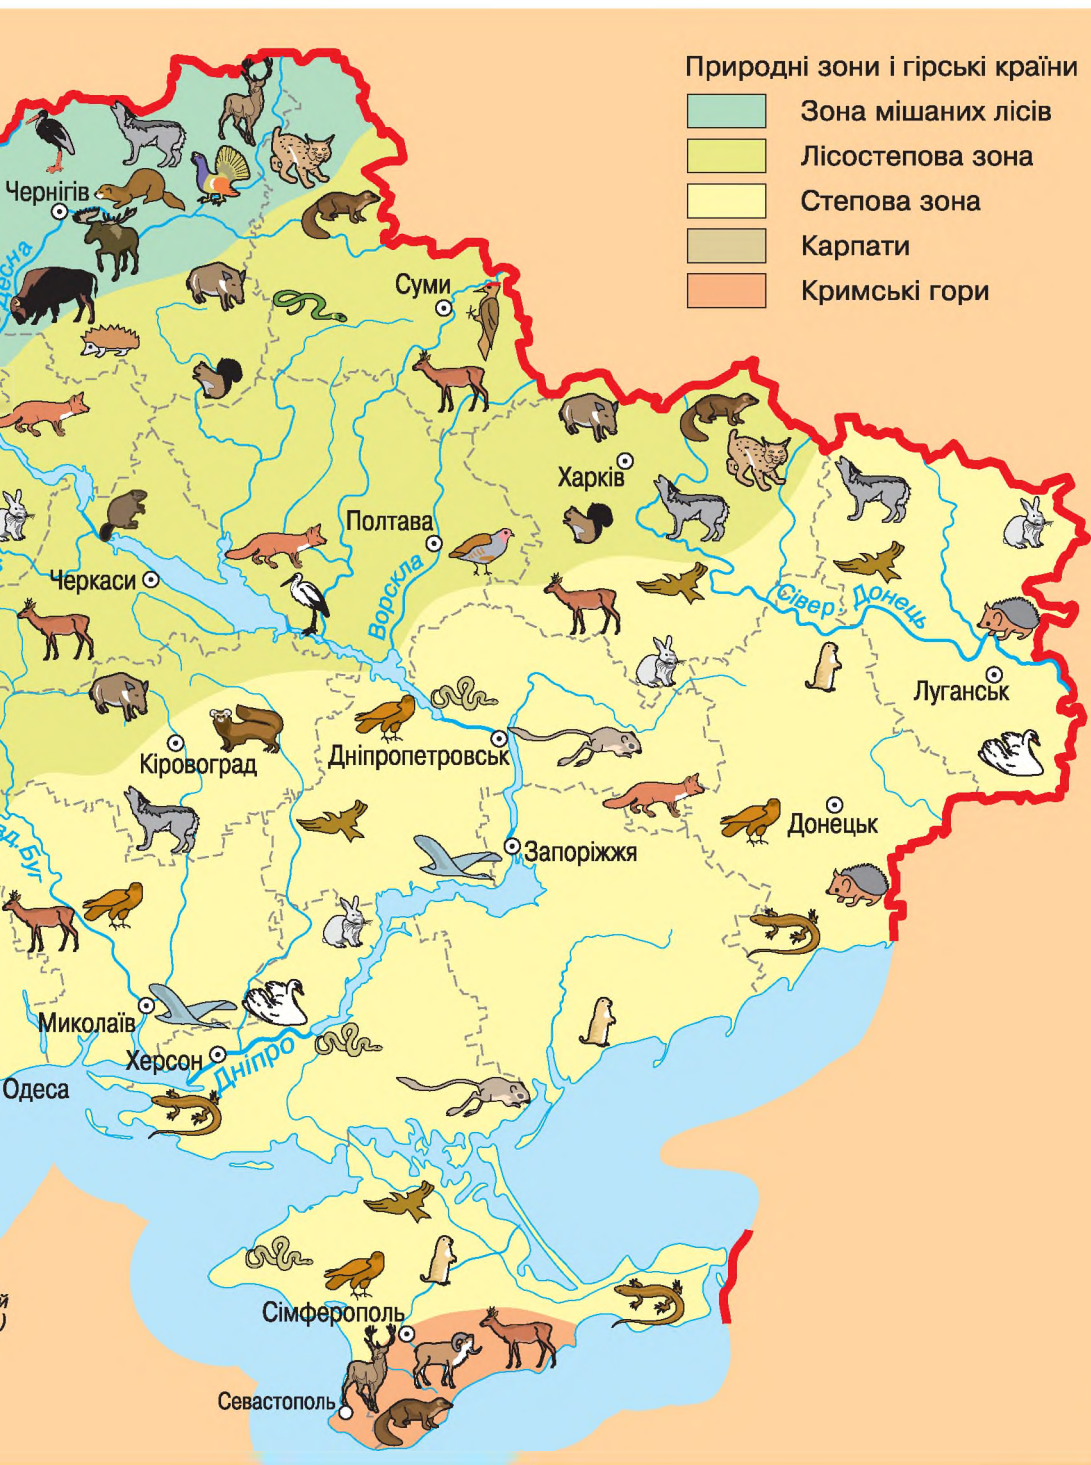 Природні зони і гірські країни
Зона мішаних лісів
Лісостепова зона
Степова зона
Карпати
Кримські гори
Чернігів
Десна
Суми
Харків
Полтава
Ворскла
Черкаси
Сівер. Донець
Луганськ
Кіровоград
Дніпропетровськ
Донецьк
Запоріжжя
Буг
Миколаїв
Херсон
Дніпро
Одеса
Сімферополь
Севастополь